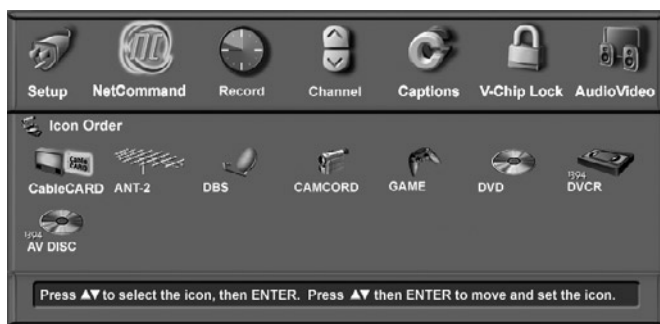 Setup NetCommand Record Channel Captions V-Chip Lock AudioVideo
Icon Order
Cable CARD
CableCARD ANT-2 DBS CAMCORD GAME DVD 1394 DVCR
1394 AV DISC
Press ▲▼ to select the icon, then ENTER. Press ▲▼ then ENTER to move and set the icon.